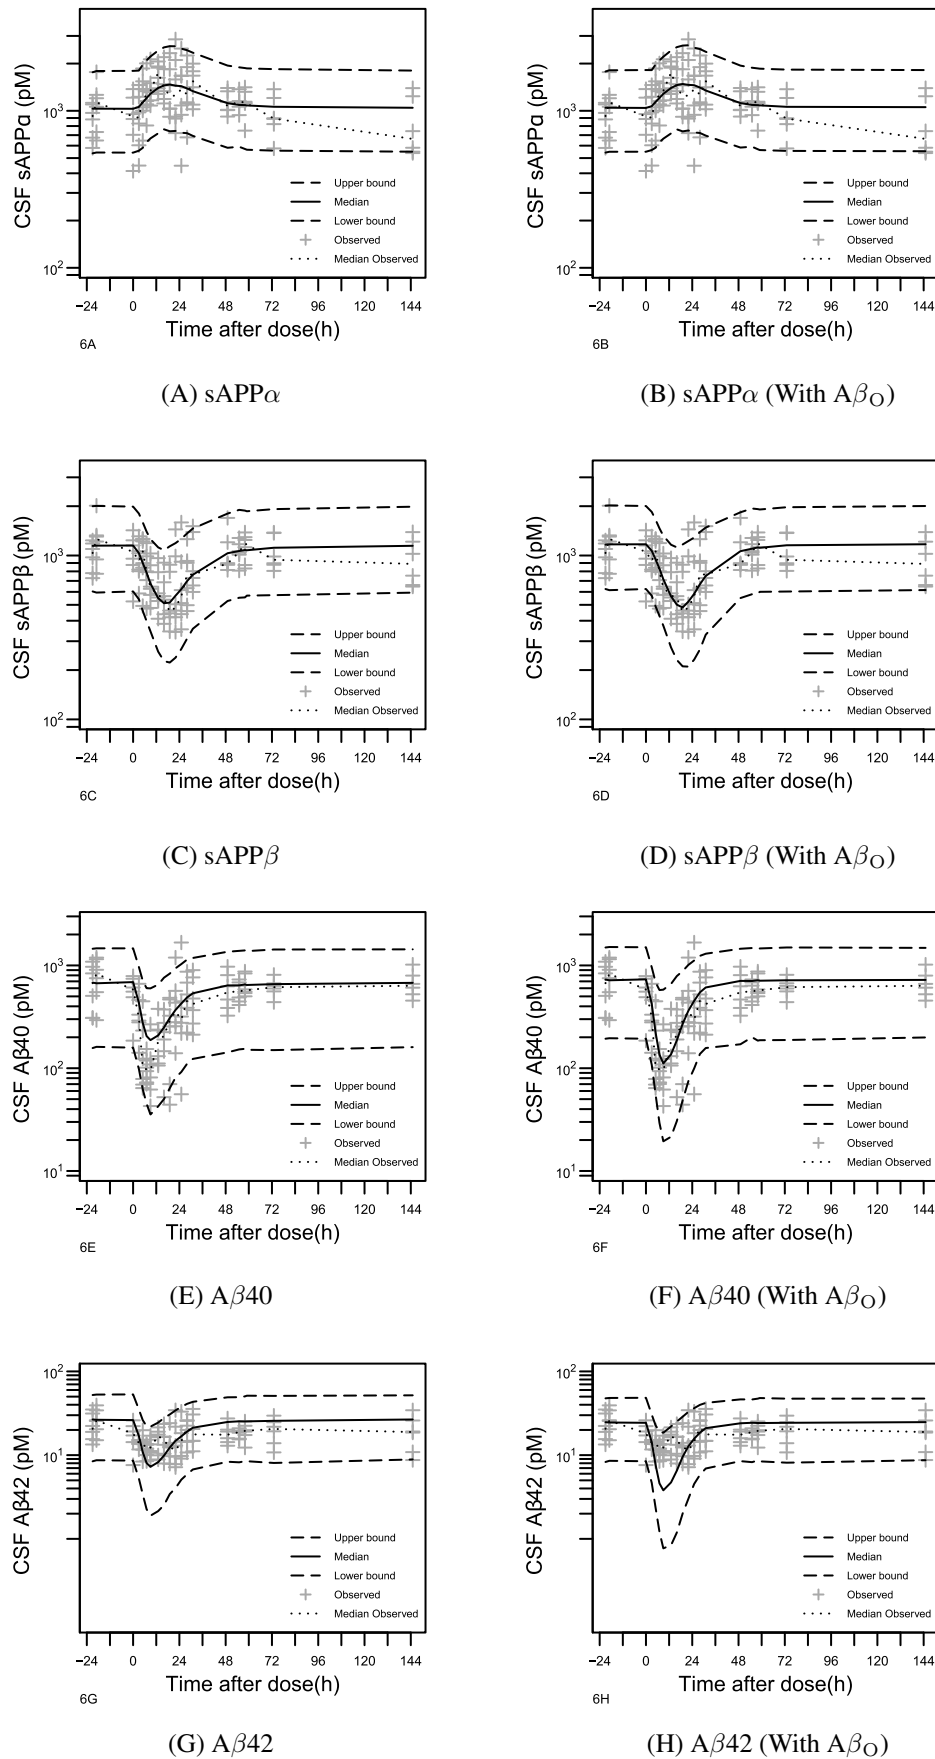 CSF sAPPα (pM)
10³
10²
Upper bound
Median
Lower bound
Observed
Median Observed
−24 0 24 48 72 96 120 144
Time after dose(h)
6A
(A) sAPPα
CSF sAPPα (pM)
10³
10²
Upper bound
Median
Lower bound
Observed
Median Observed
−24 0 24 48 72 96 120 144
Time after dose(h)
6B
(B) sAPPα (With Aβ_O)
CSF sAPPβ (pM)
10³
10²
Upper bound
Median
Lower bound
Observed
Median Observed
−24 0 24 48 72 96 120 144
Time after dose(h)
6C
(C) sAPPβ
CSF sAPPβ (pM)
10³
10²
Upper bound
Median
Lower bound
Observed
Median Observed
−24 0 24 48 72 96 120 144
Time after dose(h)
6D
(D) sAPPβ (With Aβ_O)
CSF Aβ40 (pM)
10³
10²
10¹
Upper bound
Median
Lower bound
Observed
Median Observed
−24 0 24 48 72 96 120 144
Time after dose(h)
6E
(E) Aβ40
CSF Aβ40 (pM)
10³
10²
10¹
Upper bound
Median
Lower bound
Observed
Median Observed
−24 0 24 48 72 96 120 144
Time after dose(h)
6F
(F) Aβ40 (With Aβ_O)
CSF Aβ42 (pM)
10²
10¹
Upper bound
Median
Lower bound
Observed
Median Observed
−24 0 24 48 72 96 120 144
Time after dose(h)
6G
(G) Aβ42
CSF Aβ42 (pM)
10²
10¹
Upper bound
Median
Lower bound
Observed
Median Observed
−24 0 24 48 72 96 120 144
Time after dose(h)
6H
(H) Aβ42 (With Aβ_O)